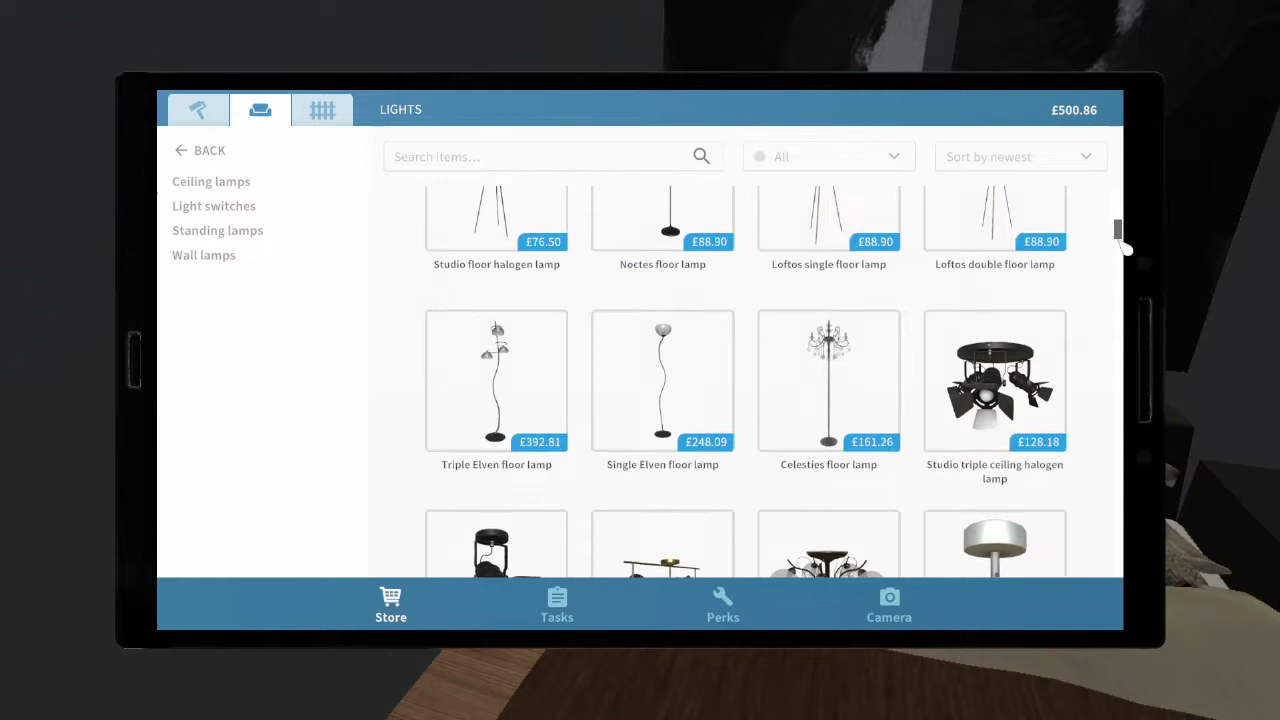 LIGHTS
£500.86
BACK
Search items...
All
Sort by newest
Ceiling lamps
Light switches
Standing lamps
Wall lamps
£76.50
£88.90
£88.90
£88.90
Studio floor halogen lamp
Noctes floor lamp
Loftos single floor lamp
Loftos double floor lamp
£392.81
£248.09
£161.26
£128.18
Triple Elven floor lamp
Single Elven floor lamp
Celesties floor lamp
Studio triple ceiling halogen
lamp
Store
Tasks
Perks
Camera